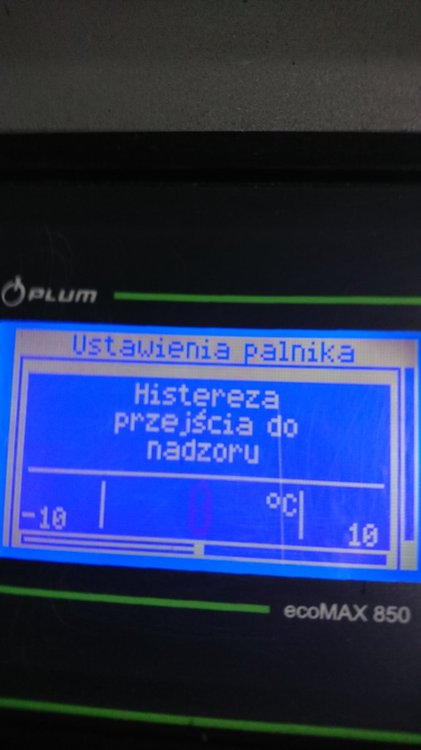 PLUM
Ustawienia palnika
Histereza
przejścia do
nadzoru
-10 0 °C 10
ecoMAX 850